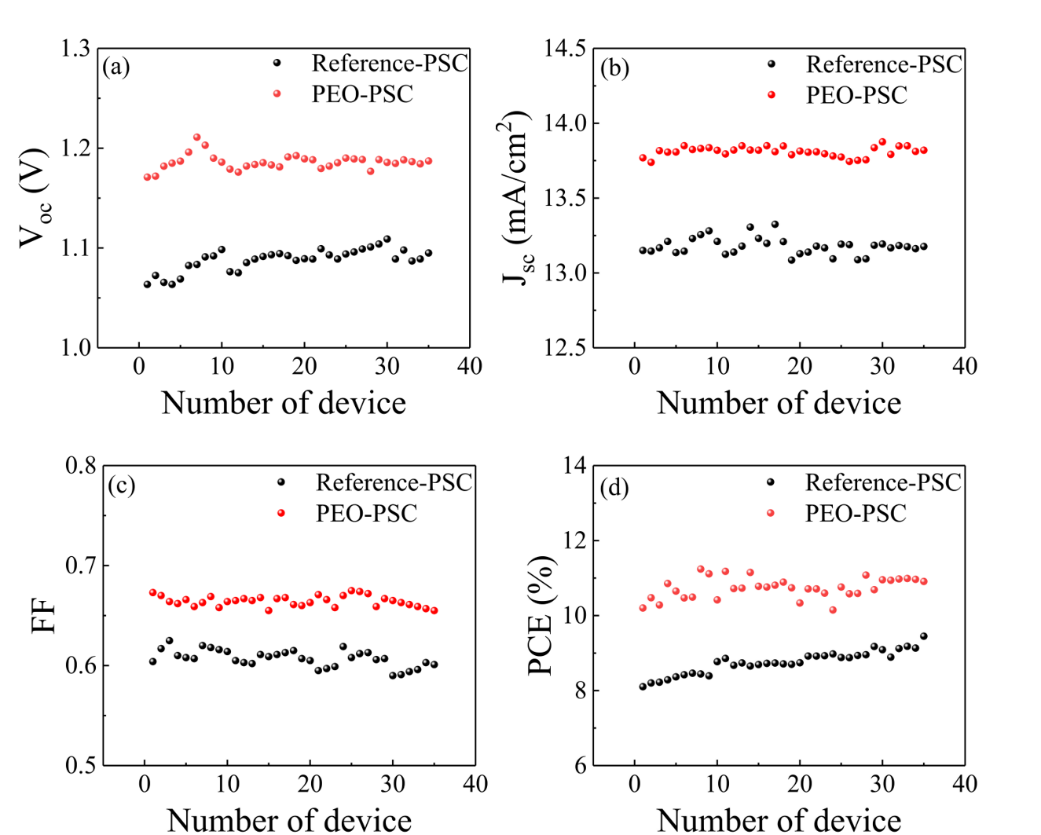 (a)
Reference-PSC
PEO-PSC
1.3
1.2
1.1
1.0
V_oc (V)
0 10 20 30 40
Number of device
(b)
Reference-PSC
PEO-PSC
14.5
14.0
13.5
13.0
12.5
J_sc (mA/cm²)
0 10 20 30 40
Number of device
(c)
Reference-PSC
PEO-PSC
0.8
0.7
0.6
0.5
FF
0 10 20 30 40
Number of device
(d)
Reference-PSC
PEO-PSC
14
12
10
8
6
PCE (%)
0 10 20 30 40
Number of device